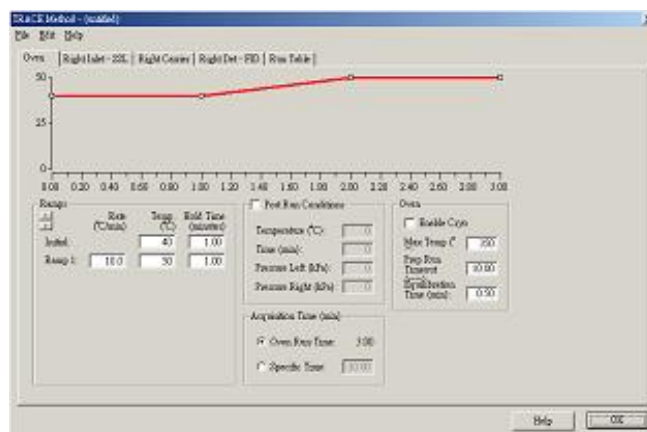 TRACE Method - (untitled)
File Edit Help
Oven Right Inlet - SSL Right Carrier Right Det - FID Run Table
50
25
0
0.00 0.20 0.40 0.60 0.80 1.00 1.20 1.40 1.60 1.80 2.00 2.20 2.40 2.60 2.80 3.00
Ramps
Rate (°C/min) Temp (°C) Hold Time (minutes)
Initial: 40 1.00
Ramp 1: 10.0 50 1.00
Post Run Conditions
Temperature (°C): 0
Time (min): 0
Pressure Left (kPa): 0
Pressure Right (kPa): 0
Acquisition Time (min)
Oven Run Time 3.00
Specific Time 10.00
Oven
Enable Cryo
Max Temp (° 350
Prep Run Timeout 10.00
Equilibration Time (min): 0.50
Help OK